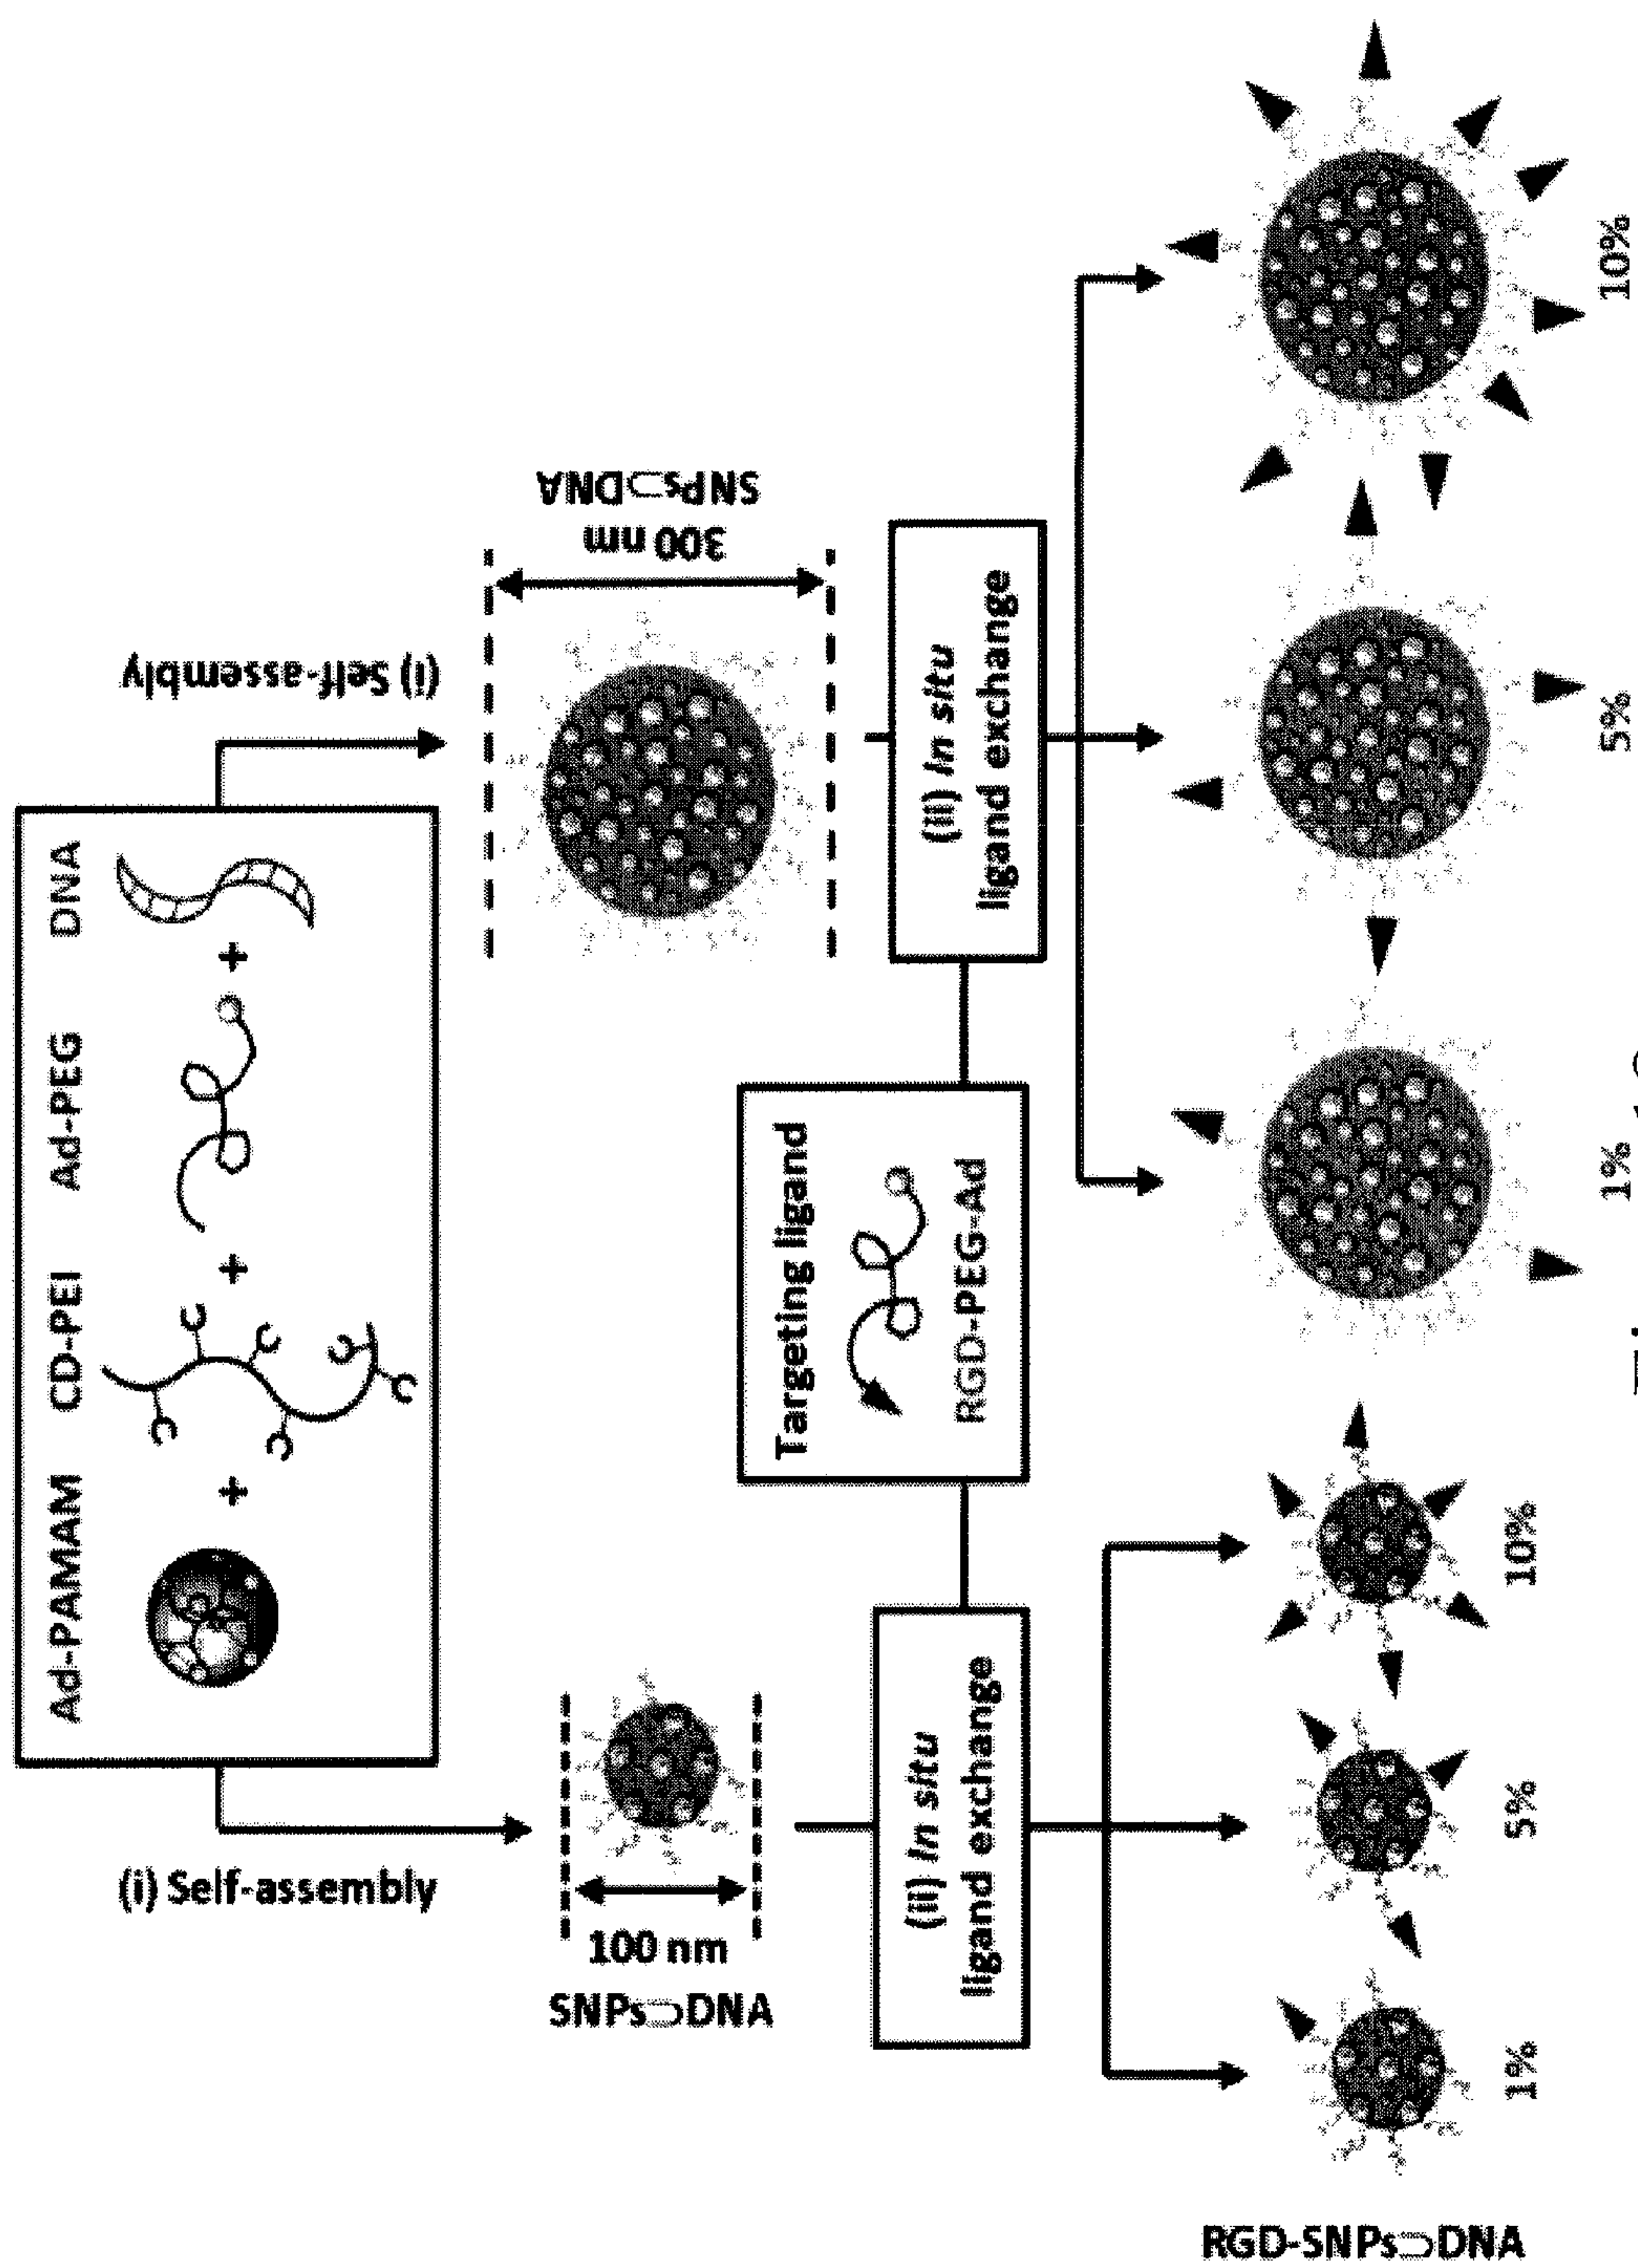 Ad-PAMAM CD-PEI Ad-PEG DNA
+ + +
(i) Self-assembly
(i) Self-assembly
100 nm
SNPs⊃DNA
300 nm
SNPs⊃DNA
Targeting ligand
RGD-PEG-Ad
(ii) In situ
ligand exchange
(ii) In situ
ligand exchange
RGD-SNPs⊃DNA
1% 5% 10%
1% 5% 10%